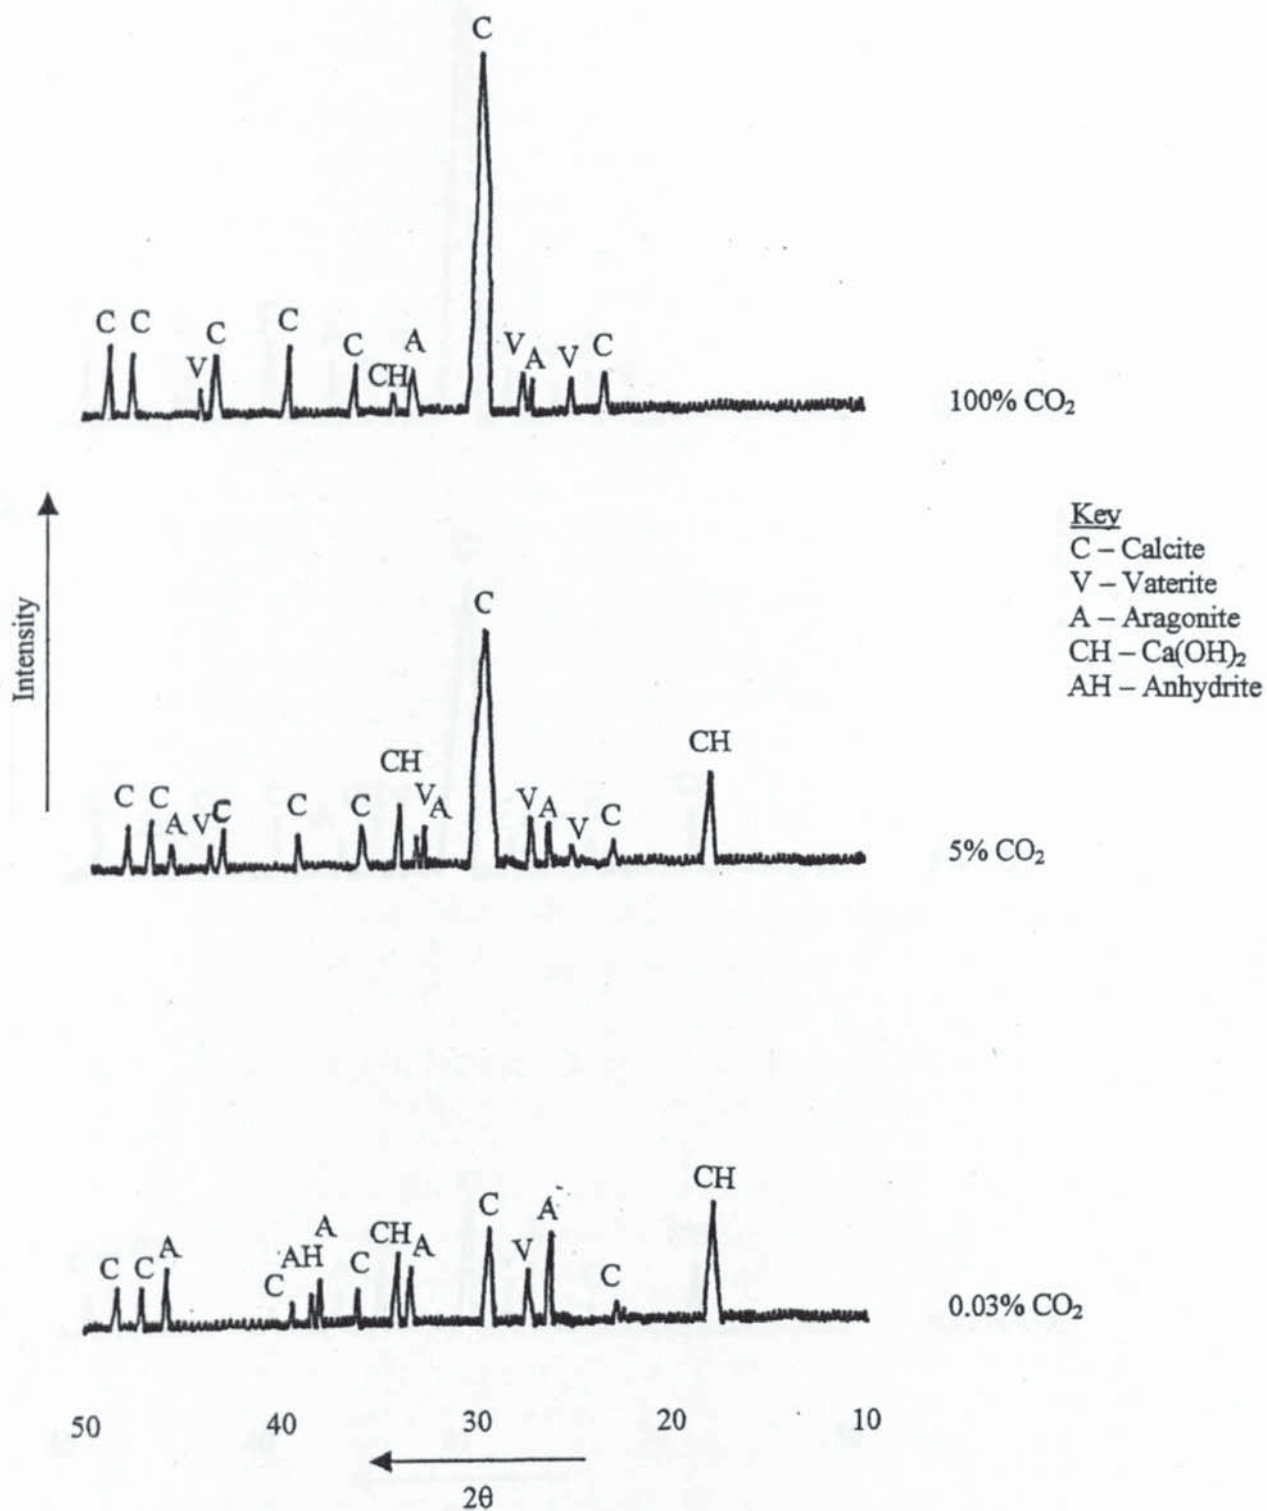 C
C C V C C C CH A V A V C
100% CO₂
Key
C – Calcite
V – Vaterite
A – Aragonite
CH – Ca(OH)₂
AH – Anhydrite
Intensity
C
CH
CH
C C A V C C C V A V A V C
5% CO₂
CH
C C A C AH A C CH A C V A C
0.03% CO₂
50 40 30 20 10
2θ